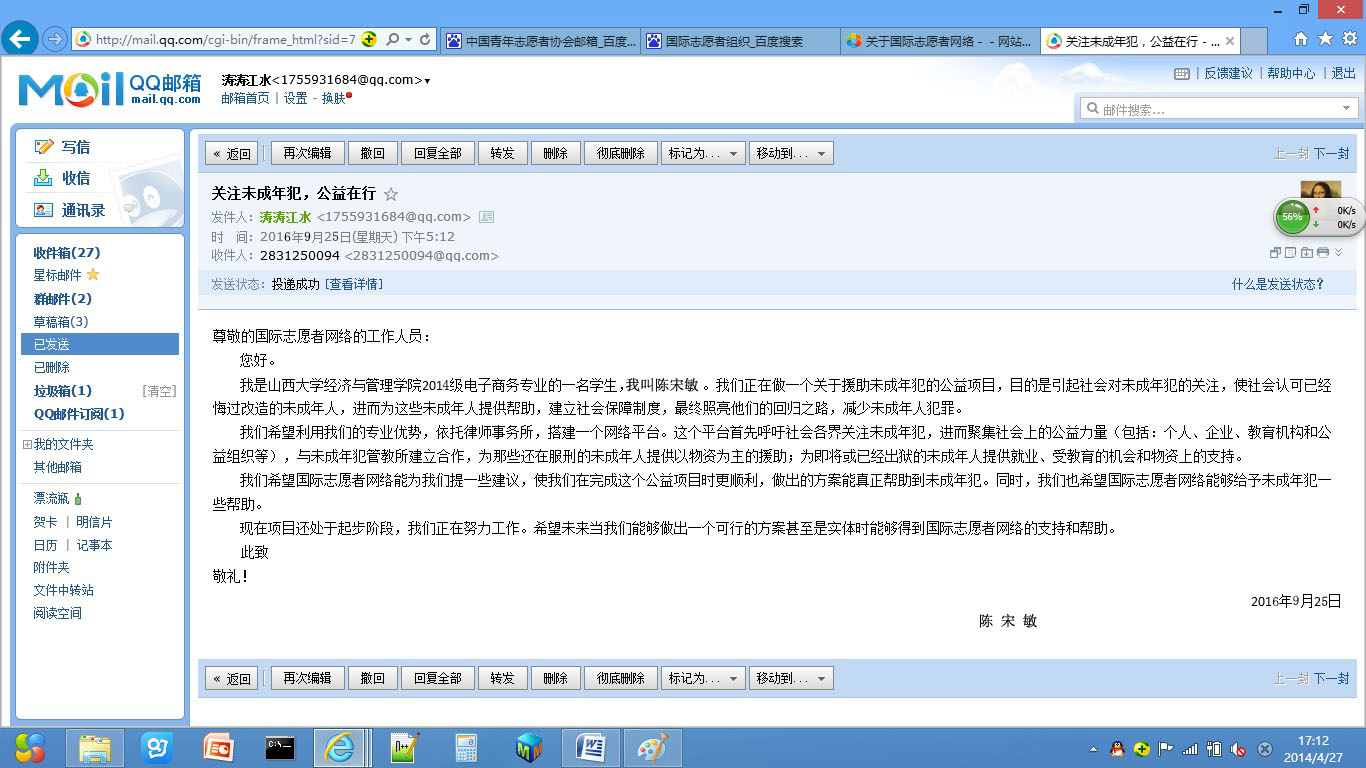 http://mail.qq.com/cgi-bin/frame_html?sid=7
中国青年志愿者协会邮箱_百度...
国际志愿者组织_百度搜索
关于国际志愿者网络 - - 网站...
关注未成年犯，公益在行 - ...
Mail QQ邮箱
mail.qq.com
涛涛江水<1755931684@qq.com>
邮箱首页 | 设置 - 换肤
反馈建议 | 帮助中心 | 退出
邮件搜索...
写信
收信
通讯录
收件箱(27)
星标邮件
群邮件(2)
草稿箱(3)
已发送
已删除
垃圾箱(1) [清空]
QQ邮件订阅(1)
我的文件夹
其他邮箱
漂流瓶
贺卡 | 明信片
日历 | 记事本
附件夹
文件中转站
阅读空间
« 返回 再次编辑 撤回 回复全部 转发 删除 彻底删除 标记为... 移动到... 上一封 下一封
关注未成年犯，公益在行
发件人：涛涛江水 <1755931684@qq.com>
时 间：2016年9月25日(星期天) 下午5:12
收件人：2831250094 <2831250094@qq.com>
56%
0K/s
0K/s
发送状态：投递成功 [查看详情] 什么是发送状态?
尊敬的国际志愿者网络的工作人员：
您好。
我是山西大学经济与管理学院2014级电子商务专业的一名学生,我叫陈宋敏 。我们正在做一个关于援助未成年犯的公益项目，目的是引起社会对未成年犯的关注，使社会认可已经
悔过改造的未成年人，进而为这些未成年人提供帮助，建立社会保障制度，最终照亮他们的回归之路，减少未成年人犯罪。
我们希望利用我们的专业优势，依托律师事务所，搭建一个网络平台。这个平台首先呼吁社会各界关注未成年犯，进而聚集社会上的公益力量（包括：个人、企业、教育机构和公
益组织等），与未成年犯管教所建立合作，为那些还在服刑的未成年人提供以物资为主的援助；为即将或已经出狱的未成年人提供就业、受教育的机会和物资上的支持。
我们希望国际志愿者网络能为我们提一些建议，使我们在完成这个公益项目时更顺利，做出的方案能真正帮助到未成年犯。同时，我们也希望国际志愿者网络能够给予未成年犯一
些帮助。
现在项目还处于起步阶段，我们正在努力工作。希望未来当我们能够做出一个可行的方案甚至是实体时能够得到国际志愿者网络的支持和帮助。
此致
敬礼！
2016年9月25日
陈 宋 敏
« 返回 再次编辑 撤回 回复全部 转发 删除 彻底删除 标记为... 移动到... 上一封 下一封
17:12
2014/4/27